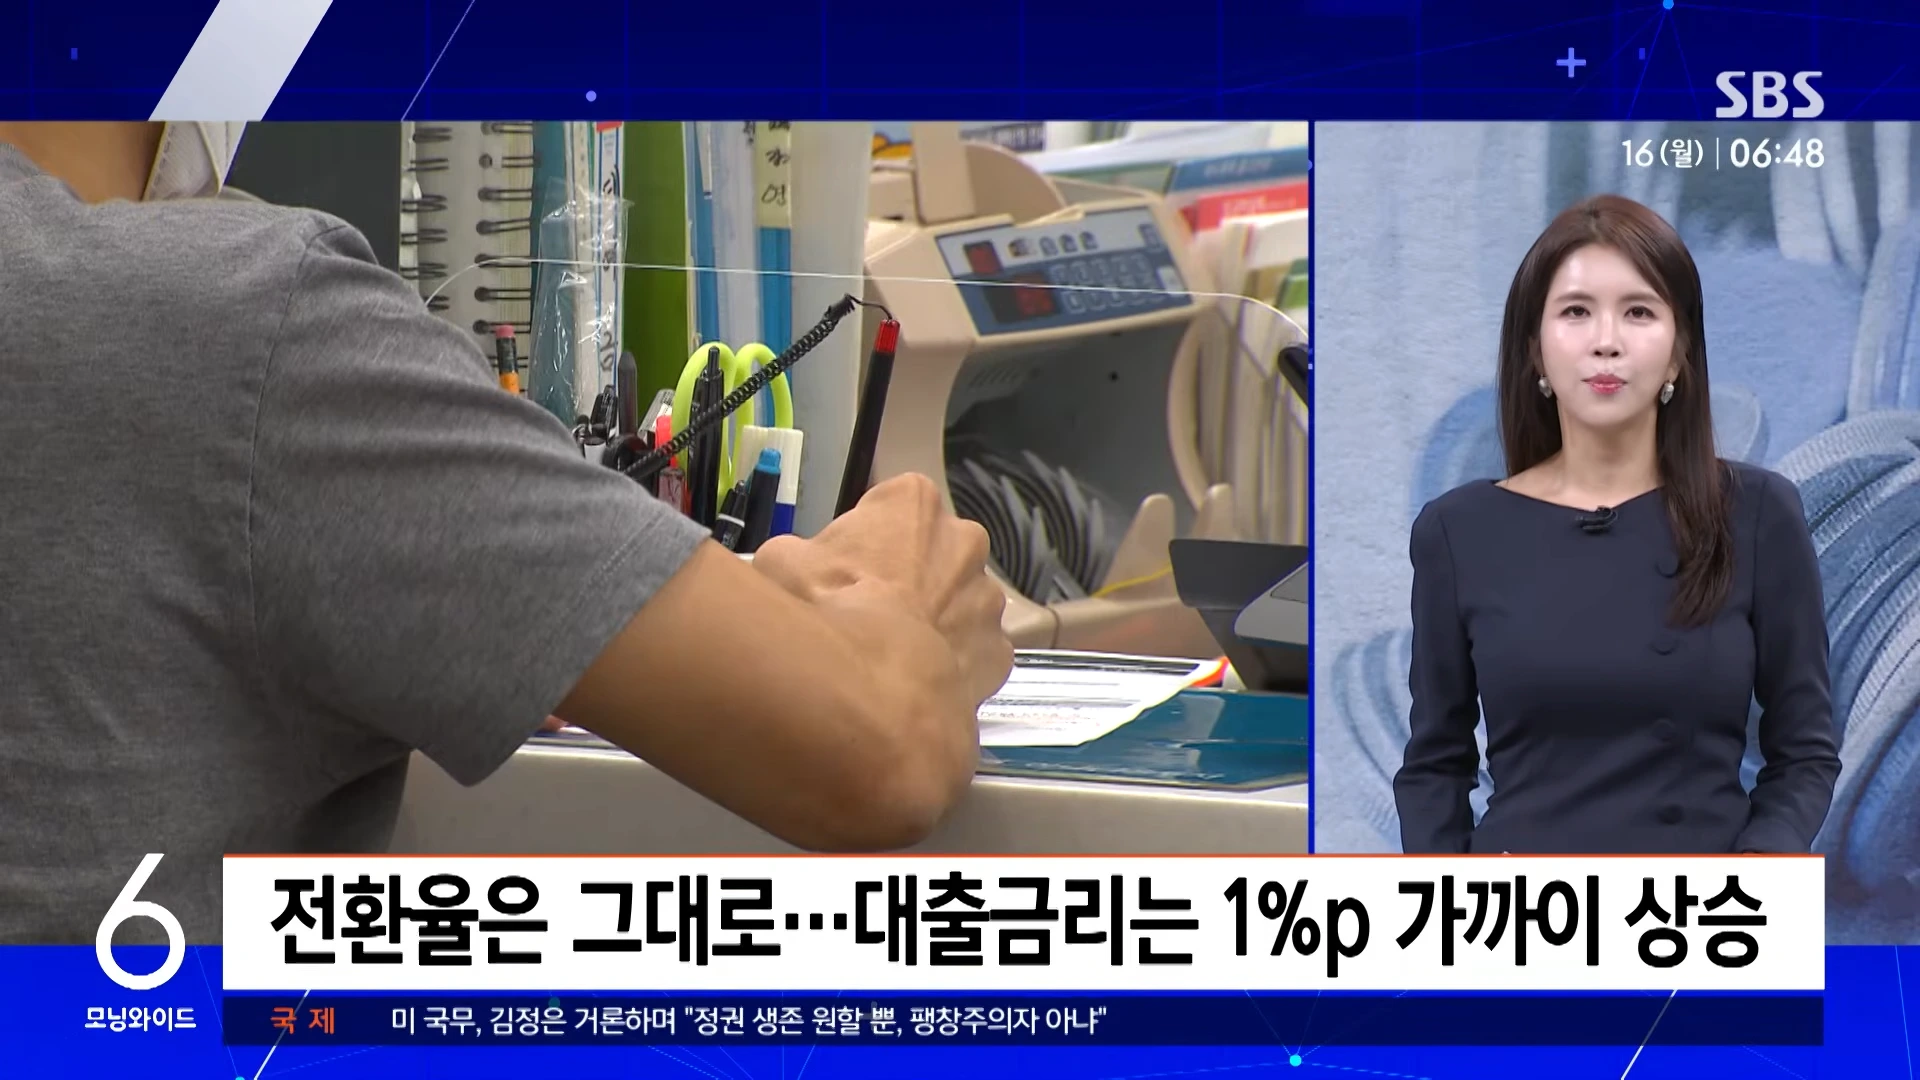 SBS
16(월) | 06:48
6
모닝와이드
전환율은 그대로…대출금리는 1%p 가까이 상승
국제 미 국무, 김정은 거론하며 "정권 생존 원할 뿐, 팽창주의자 아냐"